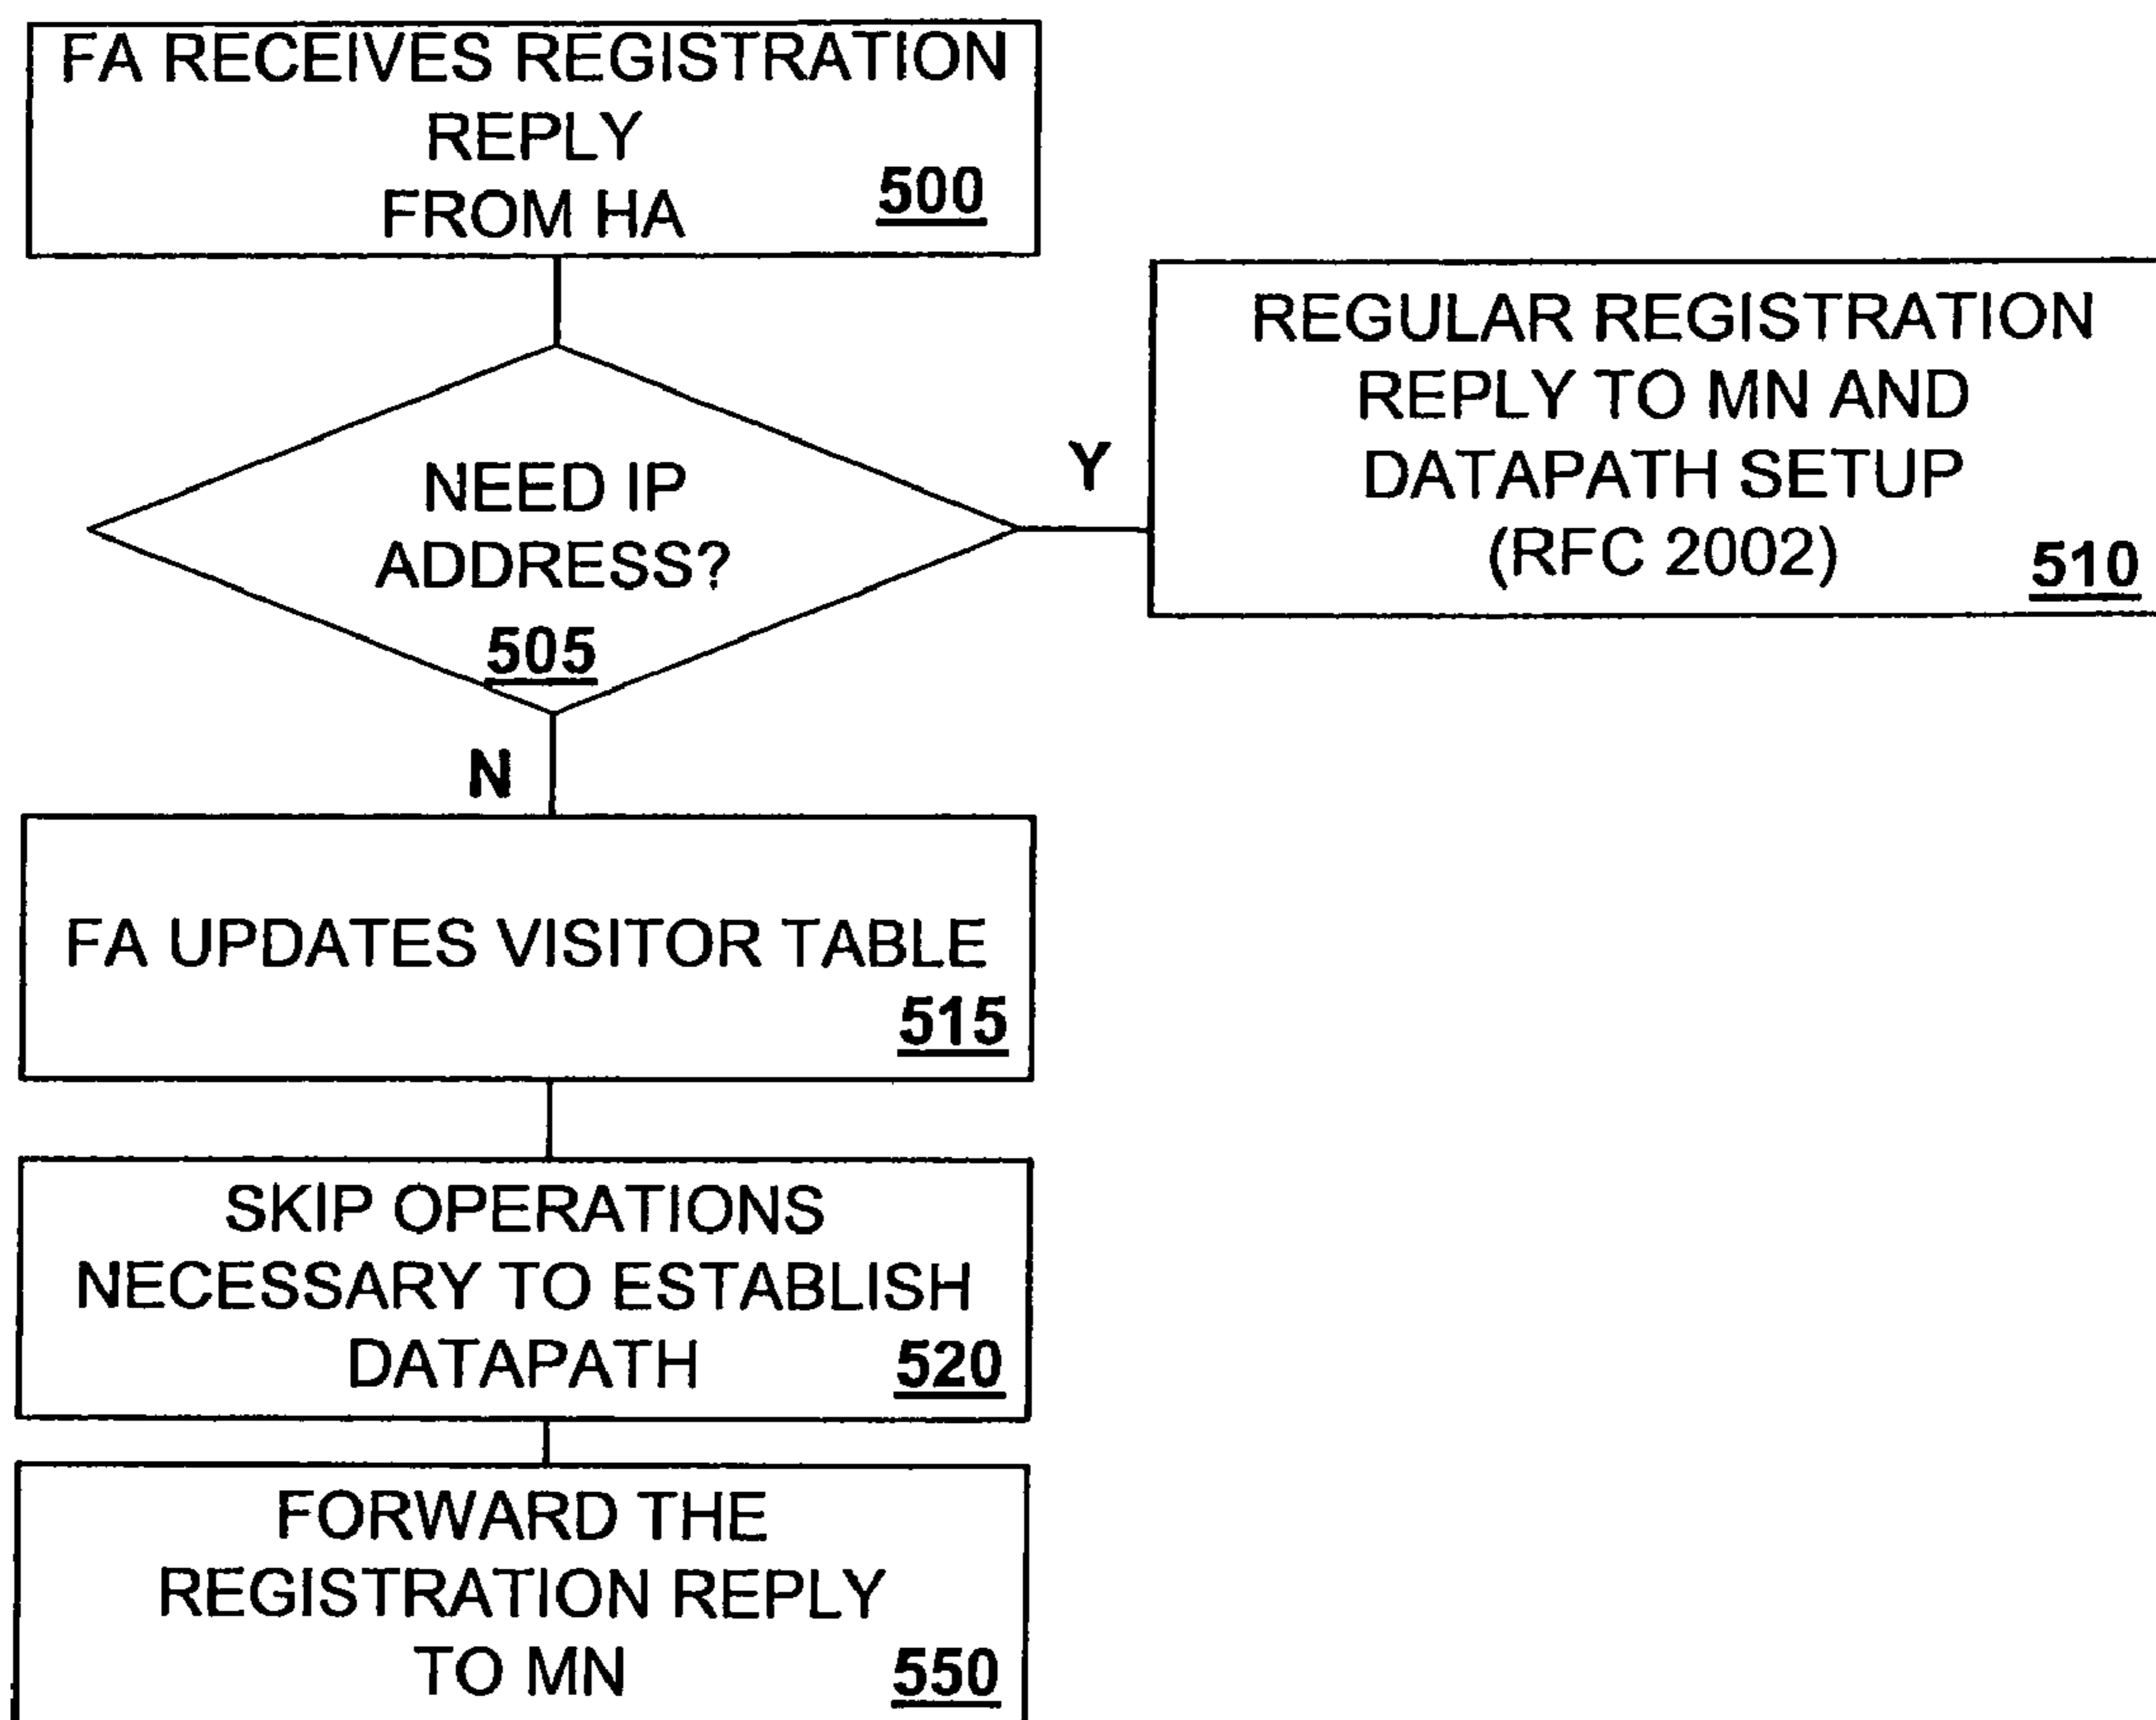 FA RECEIVES REGISTRATION
REPLY
FROM HA 500
NEED IP
ADDRESS?
505
Y
REGULAR REGISTRATION
REPLY TO MN AND
DATAPATH SETUP
(RFC 2002) 510
N
FA UPDATES VISITOR TABLE
515
SKIP OPERATIONS
NECESSARY TO ESTABLISH
DATAPATH 520
FORWARD THE
REGISTRATION REPLY
TO MN 550